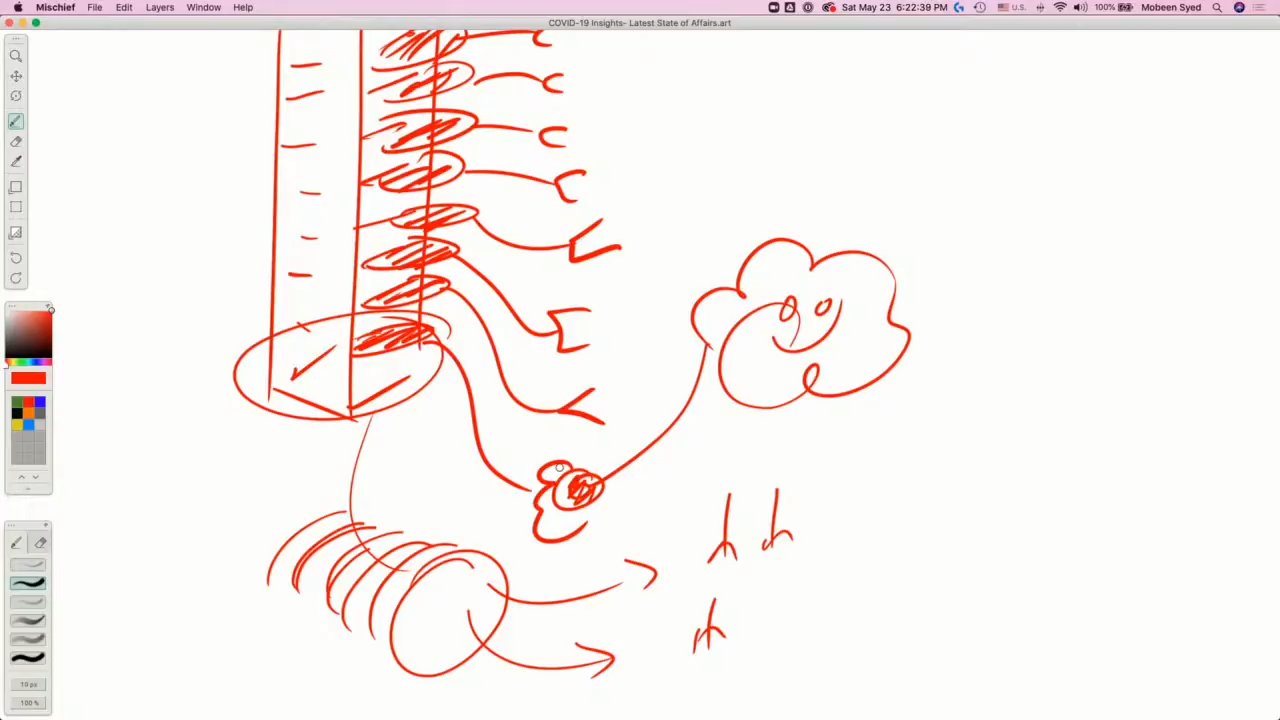 Mischief File Edit Layers Window Help U.S. 100% Sat May 23 6:22:39 PM Mobeen Syed
COVID-19 Insights- Latest State of Affairs.art
10 px
100 %